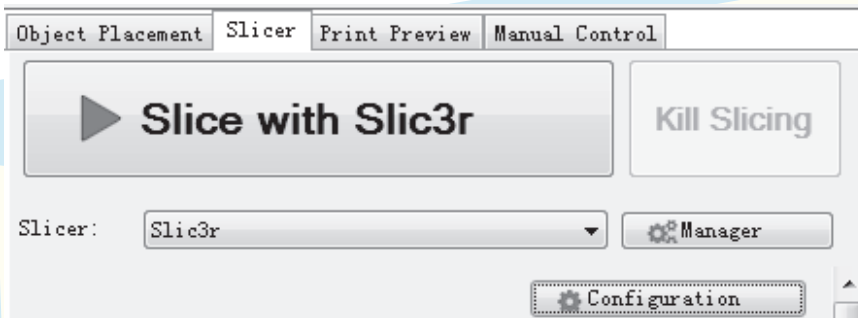 Object Placement Slicer Print Preview Manual Control
Slice with Slic3r Kill Slicing
Slicer: Slic3r Manager
Configuration